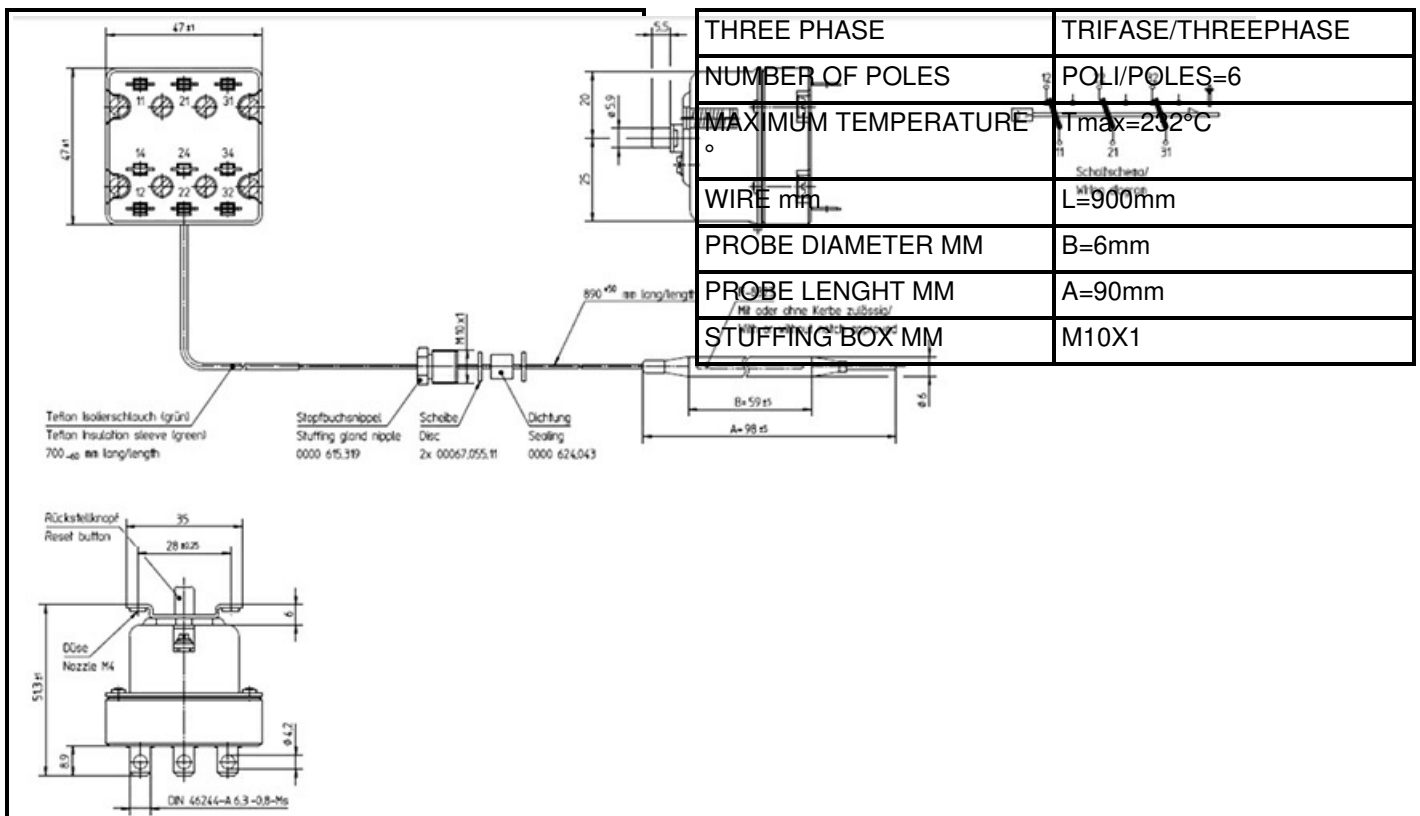 THREE PHASE
TRIFASE/THREEPHASE
NUMBER OF POLES
POLI/POLES=6
MAXIMUM TEMPERATURE °
Tmax=232°C
WIRE mm
L=900mm
PROBE DIAMETER MM
B=6mm
PROBE LENGHT MM
A=90mm
STUFFING BOX MM
M10X1
47±1
47±1
11 21 31
14 24 34
12 22 32
5.5
20
ø5.9
25
11 21 31
Schaltschema/
Wiring diagram
890 +50 mm long/length
Mit oder ohne Kerbe zulässig/
M10x1
B=59±5
A=98±5
ø6
Teflon Isolierschlauch (grün)
Teflon Insulation sleeve (green)
700-60 mm long/length
Stopfbuchsnippel
Stuffing gland nipple
0000 615,319
Scheibe
Disc
2x 00067,055,11
Dichtung
Sealing
0000 624,043
Rückstellknopf
Reset button
35
28±0.25
6
Düse
Nozzle M4
51,3±1
8.9
ø4.2
DIN 46244-A 6,3-0,8-Ms